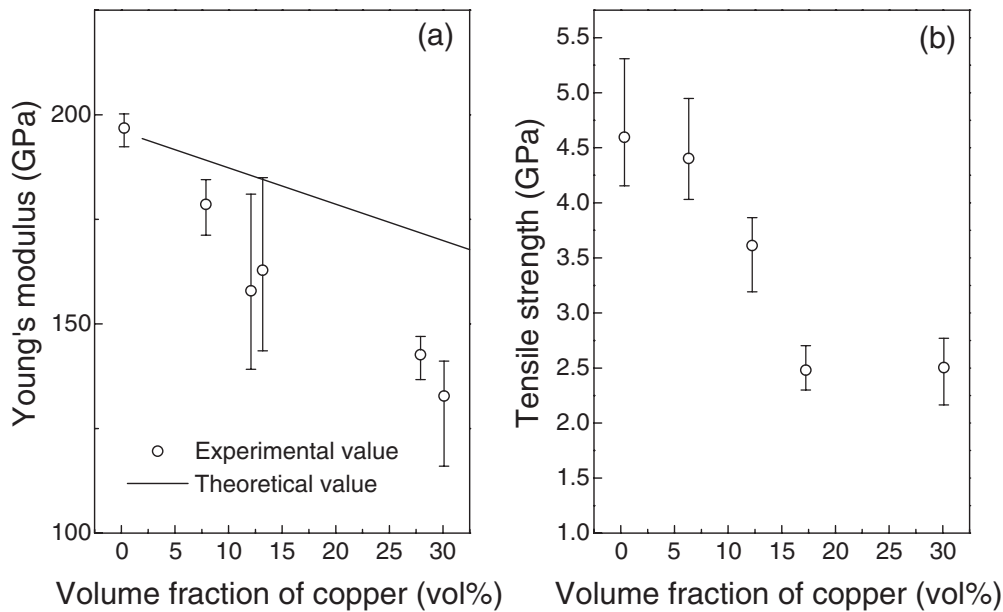 (a)
Young's modulus (GPa)
200
150
100
Experimental value
Theoretical value
0 5 10 15 20 25 30
Volume fraction of copper (vol%)
(b)
Tensile strength (GPa)
5.5
5.0
4.5
4.0
3.5
3.0
2.5
2.0
1.5
1.0
0 5 10 15 20 25 30
Volume fraction of copper (vol%)